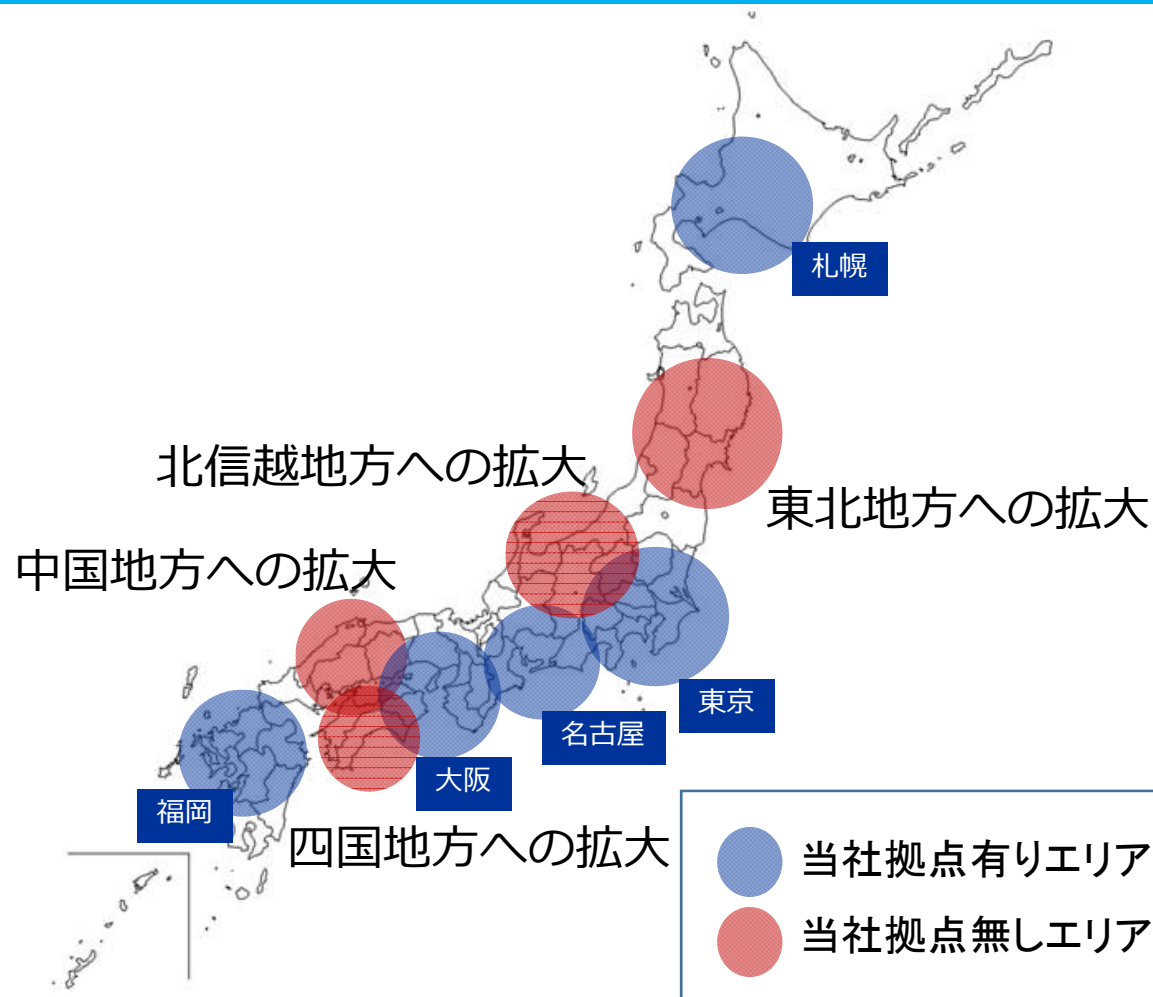 札幌
北信越地方への拡大
東北地方への拡大
中国地方への拡大
東京
名古屋
大阪
福岡
四国地方への拡大
当社拠点有りエリア
当社拠点無しエリア